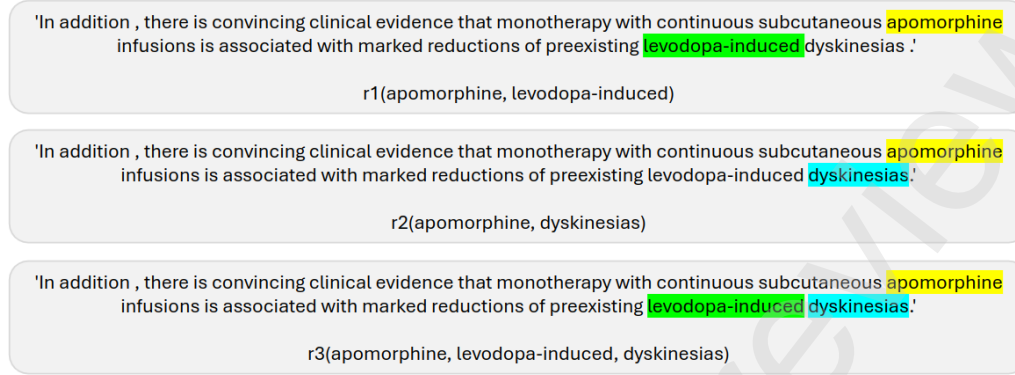 'In addition , there is convincing clinical evidence that monotherapy with continuous subcutaneous apomorphine
infusions is associated with marked reductions of preexisting levodopa-induced dyskinesias .'
r1(apomorphine, levodopa-induced)
'In addition , there is convincing clinical evidence that monotherapy with continuous subcutaneous apomorphine
infusions is associated with marked reductions of preexisting levodopa-induced dyskinesias.'
r2(apomorphine, dyskinesias)
'In addition , there is convincing clinical evidence that monotherapy with continuous subcutaneous apomorphine
infusions is associated with marked reductions of preexisting levodopa-induced dyskinesias.'
r3(apomorphine, levodopa-induced, dyskinesias)
review